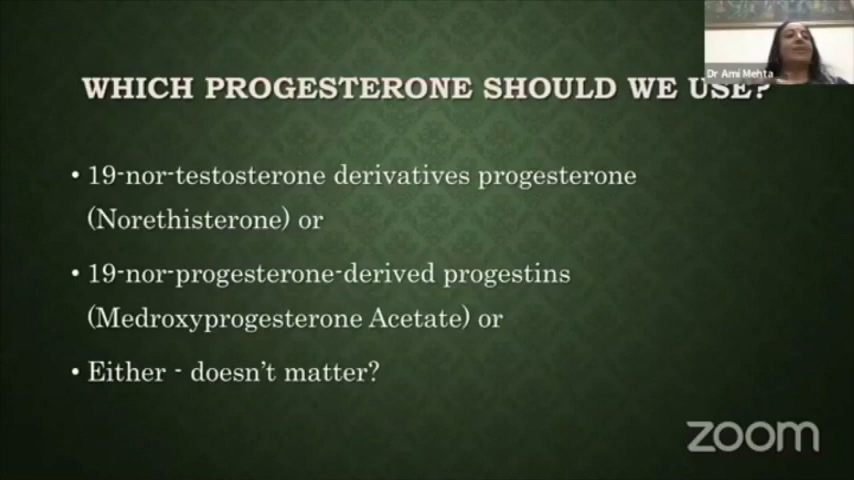 Dr Ami Mehta
WHICH PROGESTERONE SHOULD WE USE?
• 19-nor-testosterone derivatives progesterone
(Norethisterone) or
• 19-nor-progesterone-derived progestins
(Medroxyprogesterone Acetate) or
• Either - doesn't matter?
zoom